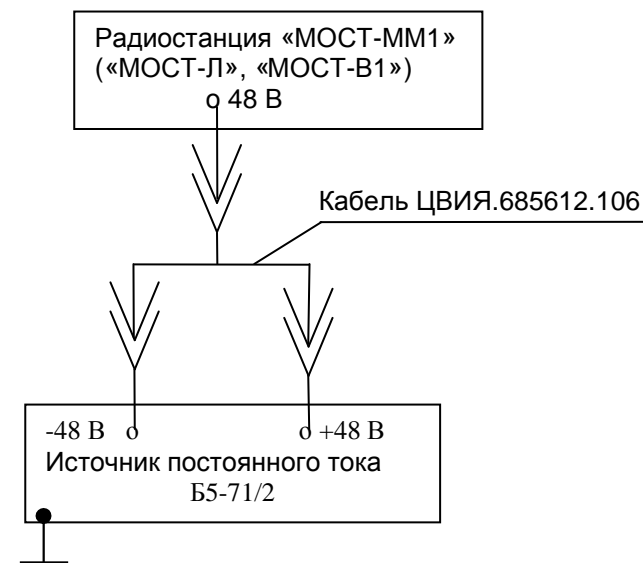 Радиостанция «МОСТ-ММ1»
(«МОСТ-Л», «МОСТ-В1»)
о 48 В
Кабель ЦВИЯ.685612.106
-48 В о о +48 В
Источник постоянного тока
Б5-71/2